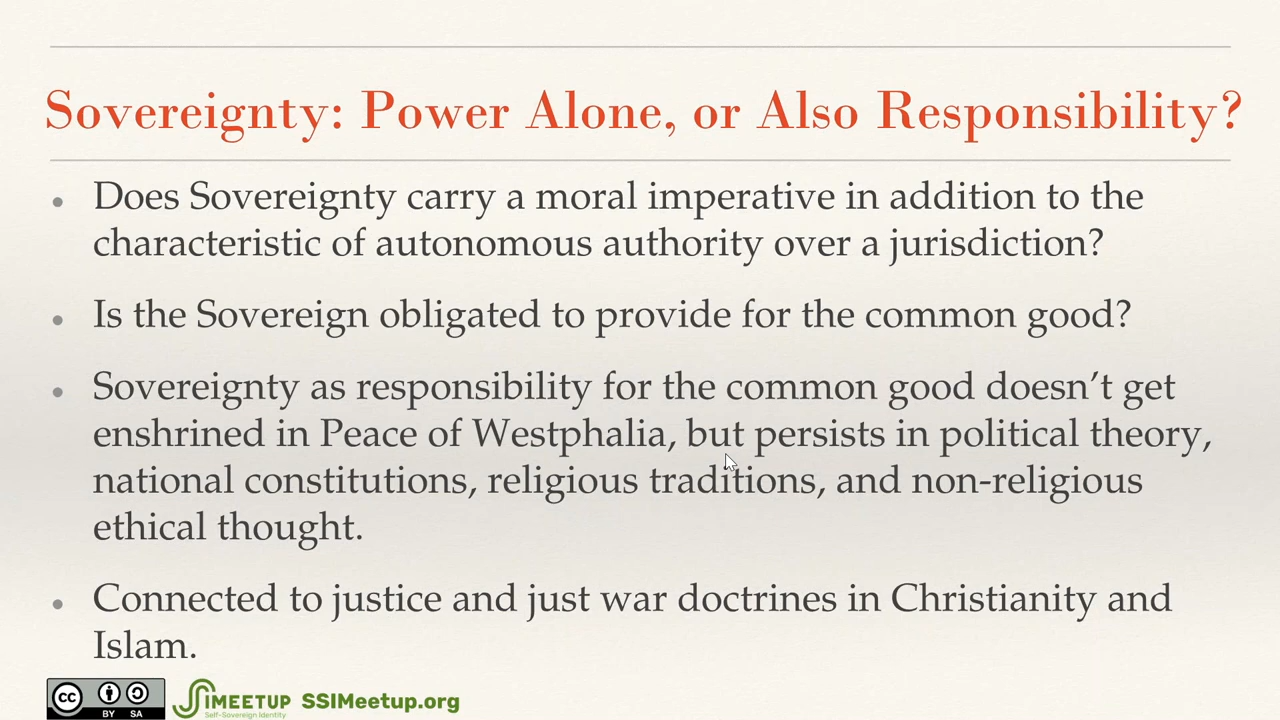 Sovereignty: Power Alone, or Also Responsibility?
Does Sovereignty carry a moral imperative in addition to the
characteristic of autonomous authority over a jurisdiction?
Is the Sovereign obligated to provide for the common good?
Sovereignty as responsibility for the common good doesn’t get
enshrined in Peace of Westphalia, but persists in political theory,
national constitutions, religious traditions, and non-religious
ethical thought.
Connected to justice and just war doctrines in Christianity and
Islam.
cc BY SA
SSIMEETUP SSIMeetup.org
Self-Sovereign Identity